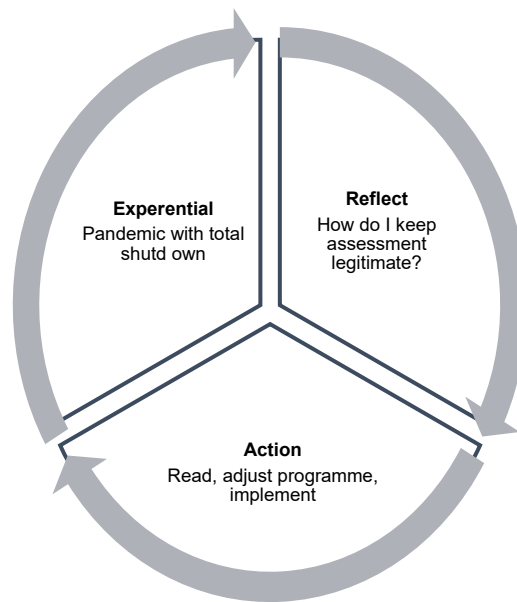 Experential
Pandemic with total
shutd own
Reflect
How do I keep
assessment
legitimate?
Action
Read, adjust programme,
implement